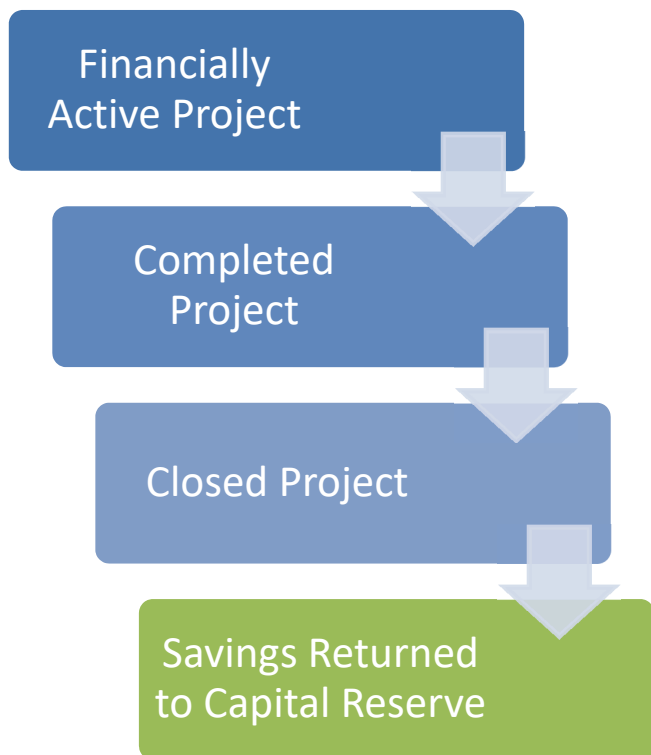 Financially
Active Project
Completed
Project
Closed Project
Savings Returned
to Capital Reserve